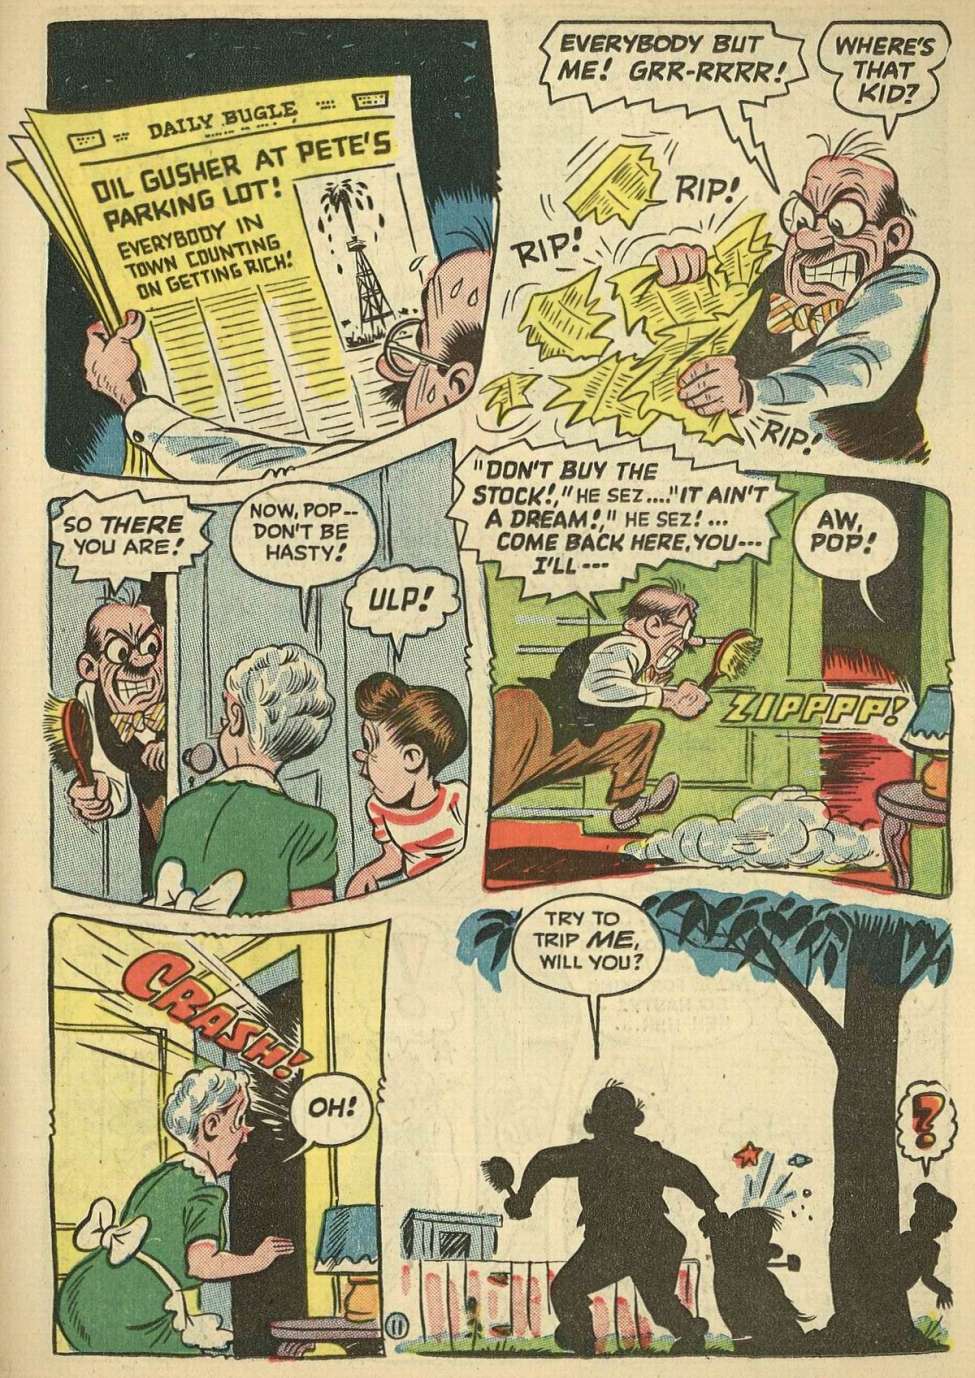 DAILY BUGLE
OIL GUSHER AT PETE'S
PARKING LOT!
EVERYBODY IN
TOWN COUNTING
ON GETTING RICH!
EVERYBODY BUT
ME! GRR-RRRR!
WHERE'S
THAT
KID?
RIP!
RIP!
RIP!
SO THERE
YOU ARE!
NOW, POP--
DON'T BE
HASTY!
ULP!
"DON'T BUY THE
STOCK!," HE SEZ...."IT AIN'T
A DREAM!," HE SEZ! ...
COME BACK HERE, YOU---
I'LL ---
AW,
POP!
ZIPPPP!
CRASH!
OH!
TRY TO
TRIP ME,
WILL YOU?
?
11